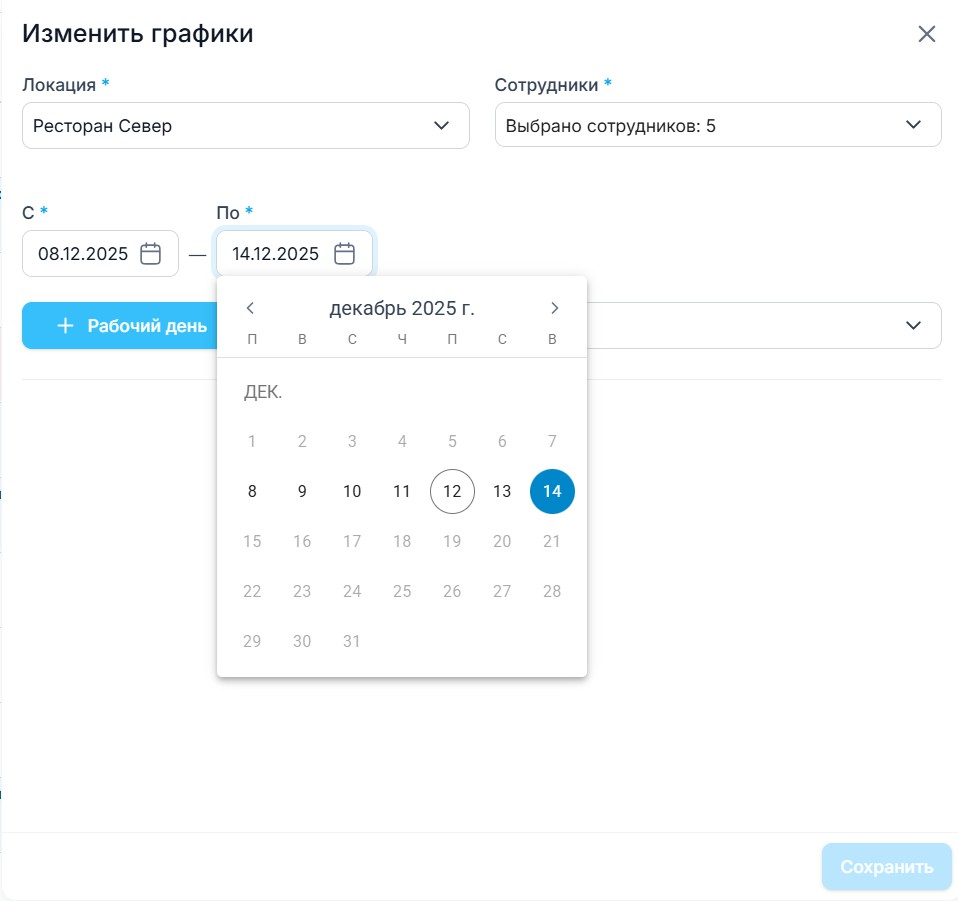 Изменить графики
Локация *
Сотрудники *
Ресторан Север
Выбрано сотрудников: 5
С *
По *
08.12.2025 — 14.12.2025
+ Рабочий день
декабрь 2025 г.
П В С Ч П С В
ДЕК.
1 2 3 4 5 6 7
8 9 10 11 12 13 14
15 16 17 18 19 20 21
22 23 24 25 26 27 28
29 30 31
Сохранить